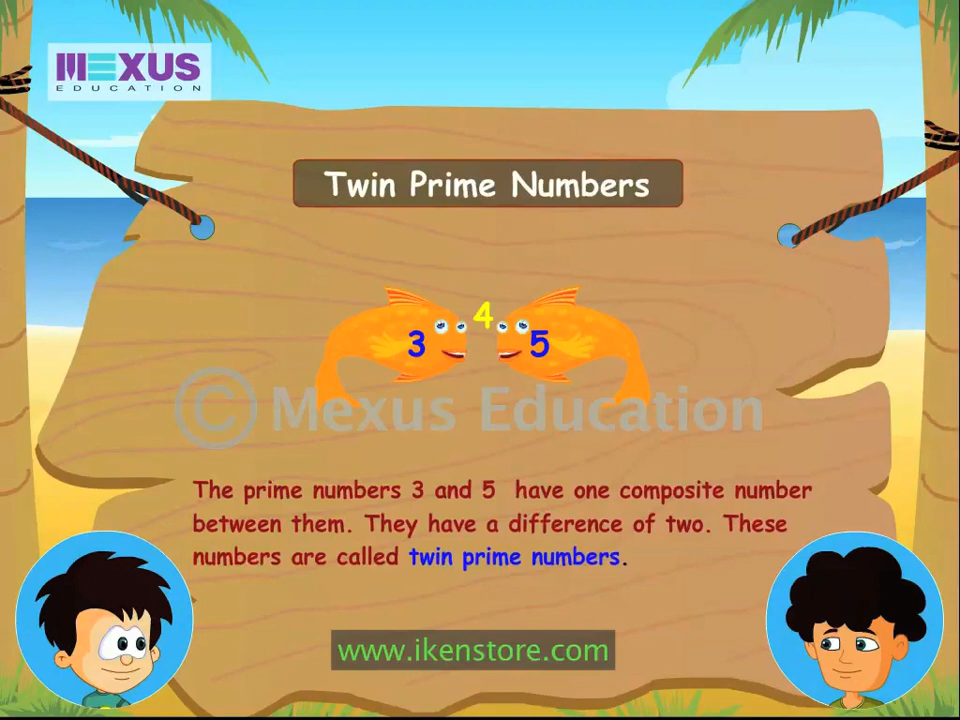 MEXUS
EDUCATION
Twin Prime Numbers
4
3 5
© Mexus Education
The prime numbers 3 and 5 have one composite number
between them. They have a difference of two. These
numbers are called twin prime numbers.
www.ikenstore.com